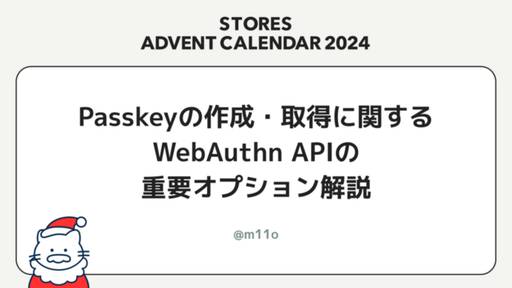 STORES
ADVENT CALENDAR 2024
Passkeyの作成・取得に関する
WebAuthn APIの
重要オプション解説
@m11o